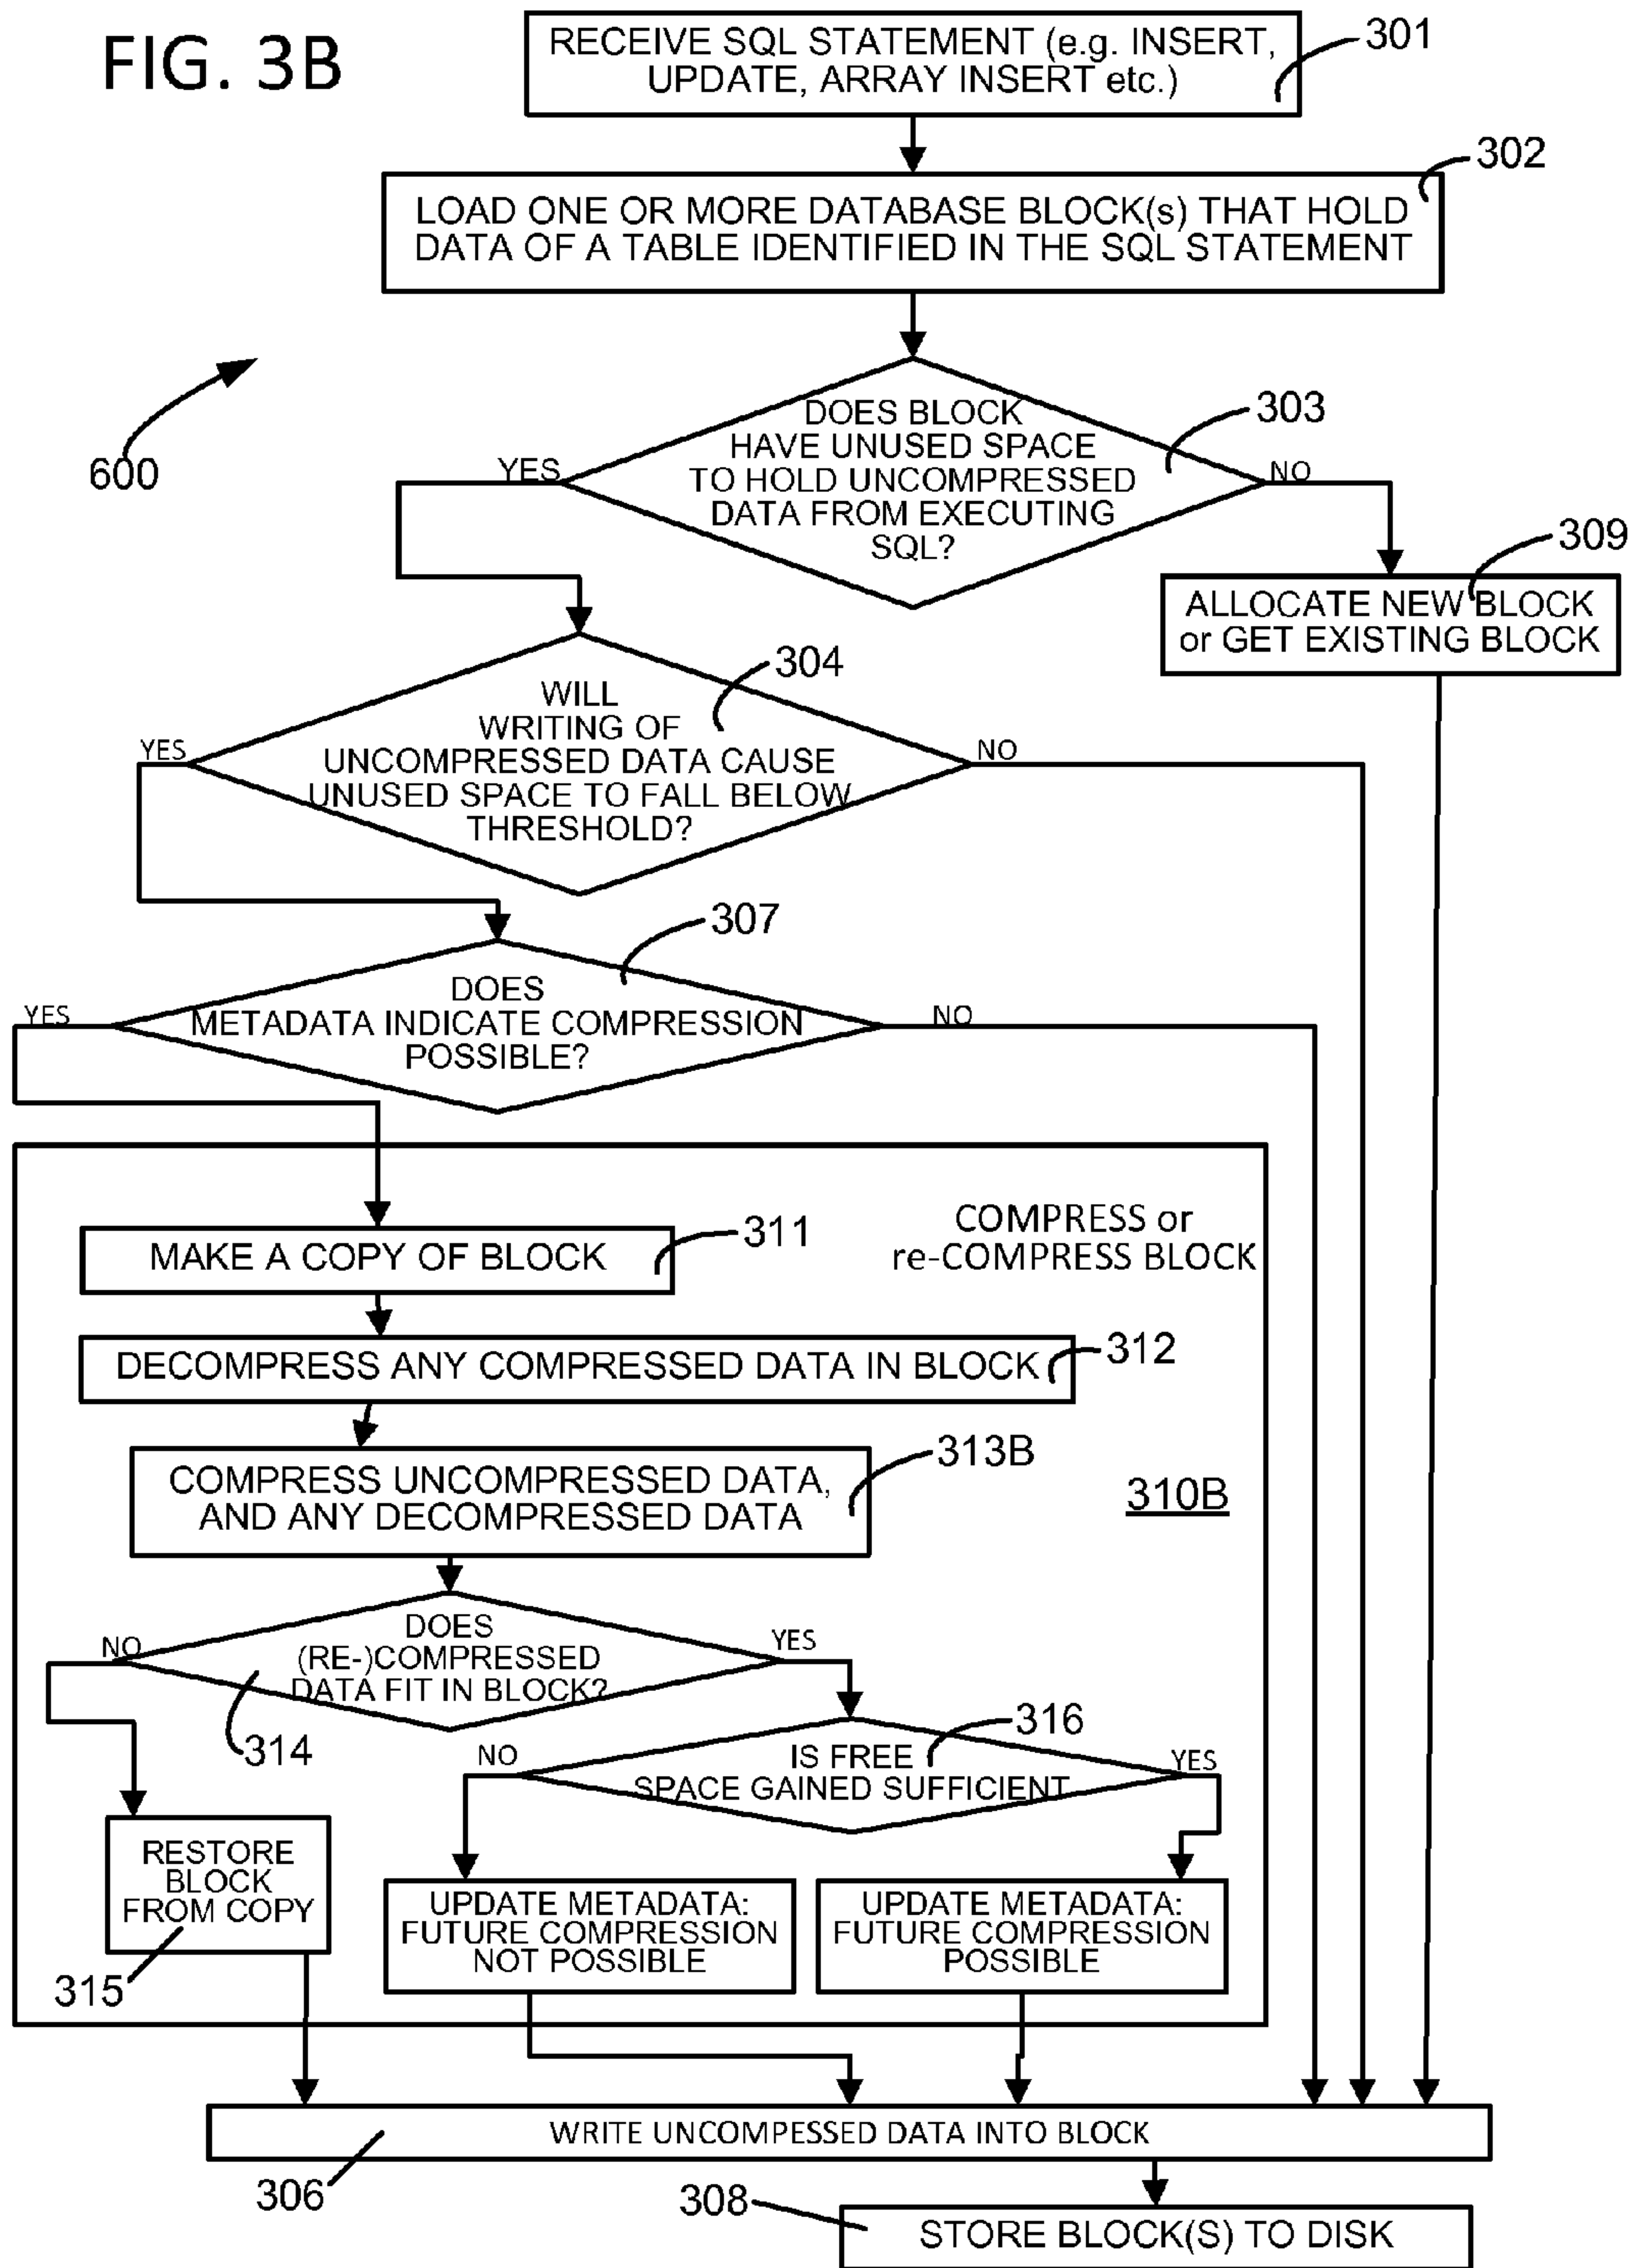 FIG. 3B
RECEIVE SQL STATEMENT (e.g. INSERT,
UPDATE, ARRAY INSERT etc.)
301
302
LOAD ONE OR MORE DATABASE BLOCK(s) THAT HOLD
DATA OF A TABLE IDENTIFIED IN THE SQL STATEMENT
600
DOES BLOCK
HAVE UNUSED SPACE
TO HOLD UNCOMPRESSED
DATA FROM EXECUTING
SQL?
303
YES
NO
309
ALLOCATE NEW BLOCK
or GET EXISTING BLOCK
304
WILL
WRITING OF
UNCOMPRESSED DATA CAUSE
UNUSED SPACE TO FALL BELOW
THRESHOLD?
YES
NO
307
DOES
METADATA INDICATE COMPRESSION
POSSIBLE?
YES
NO
COMPRESS or
re-COMPRESS BLOCK
MAKE A COPY OF BLOCK
311
DECOMPRESS ANY COMPRESSED DATA IN BLOCK
312
COMPRESS UNCOMPRESSED DATA,
AND ANY DECOMPRESSED DATA
313B
310B
DOES
(RE-)COMPRESSED
DATA FIT IN BLOCK?
NO
YES
314
316
IS FREE
SPACE GAINED SUFFICIENT
NO
YES
RESTORE
BLOCK
FROM COPY
315
UPDATE METADATA:
FUTURE COMPRESSION
NOT POSSIBLE
UPDATE METADATA:
FUTURE COMPRESSION
POSSIBLE
WRITE UNCOMPESSED DATA INTO BLOCK
306
308
STORE BLOCK(S) TO DISK